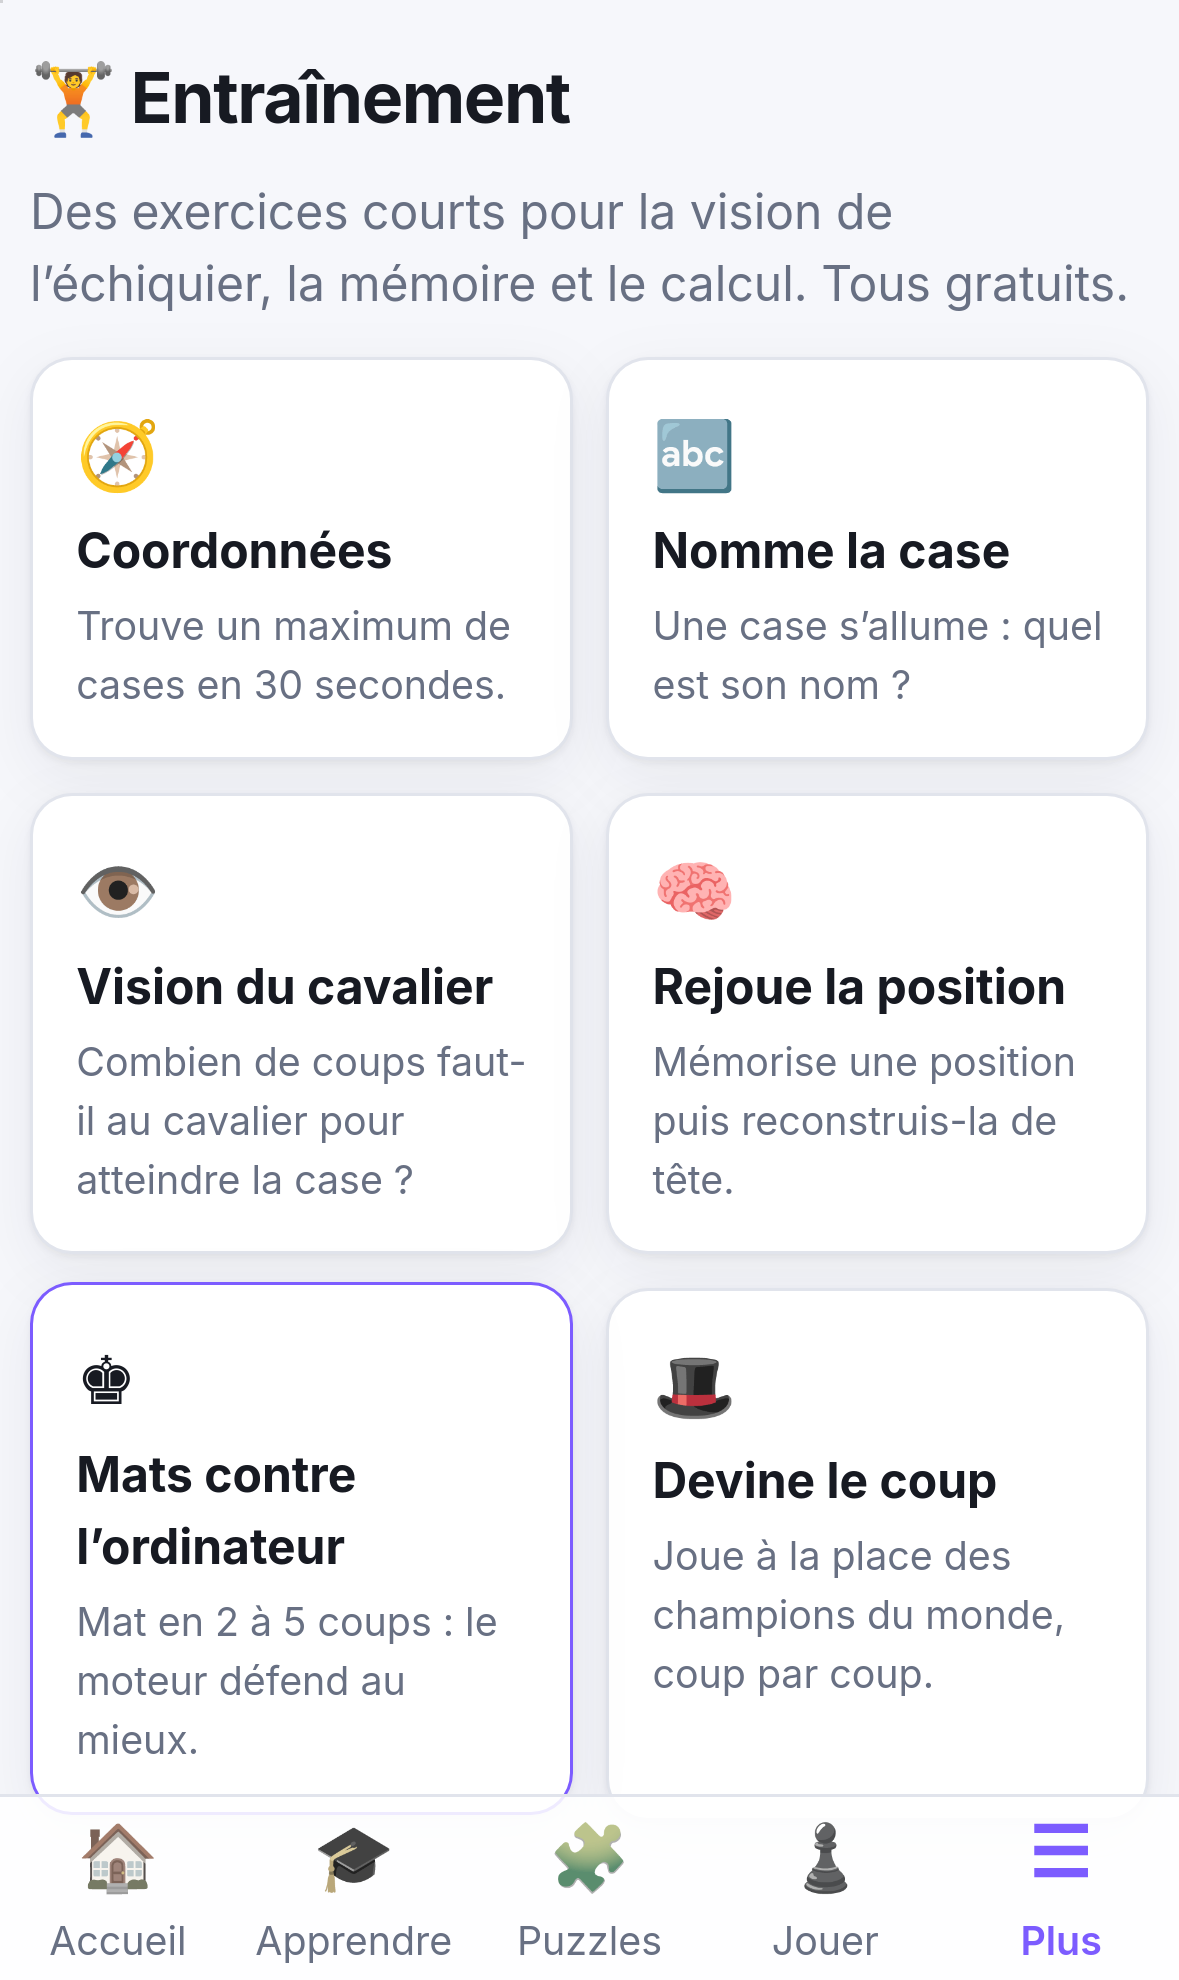 Entraînement
Des exercices courts pour la vision de
l’échiquier, la mémoire et le calcul. Tous gratuits.
Coordonnées
Trouve un maximum de
cases en 30 secondes.
abc
Nomme la case
Une case s’allume : quel
est son nom ?
Vision du cavalier
Combien de coups faut-
il au cavalier pour
atteindre la case ?
Rejoue la position
Mémorise une position
puis reconstruis-la de
tête.
Mats contre
l’ordinateur
Mat en 2 à 5 coups : le
moteur défend au
mieux.
Devine le coup
Joue à la place des
champions du monde,
coup par coup.
Accueil
Apprendre
Puzzles
Jouer
Plus